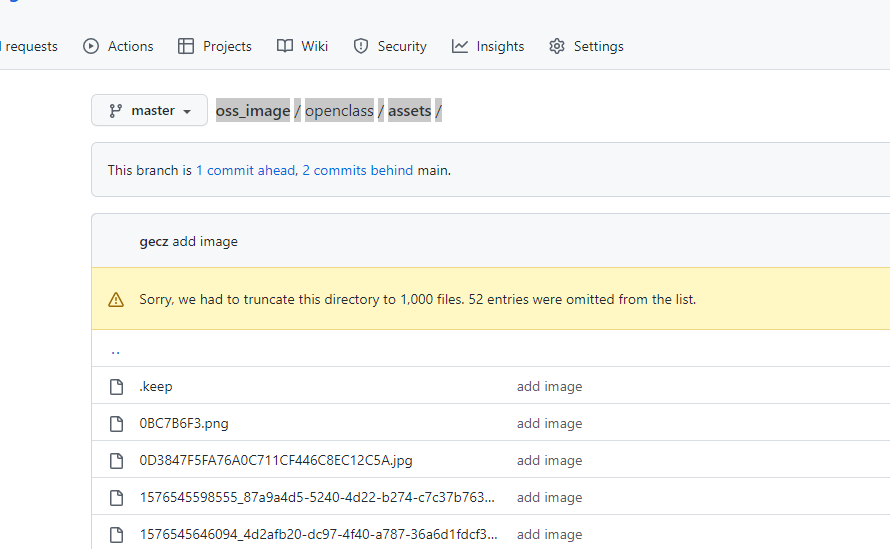 requests Actions Projects Wiki Security Insights Settings
master oss_image / openclass / assets /
This branch is 1 commit ahead, 2 commits behind main.
gecz add image
Sorry, we had to truncate this directory to 1,000 files. 52 entries were omitted from the list.
..
.keep add image
0BC7B6F3.png add image
0D3847F5FA76A0C711CF446C8EC12C5A.jpg add image
1576545598555_87a9a4d5-5240-4d22-b274-c7c37b763... add image
1576545646094_4d2afb20-dc97-4f40-a787-36a6d1fdcf3... add image